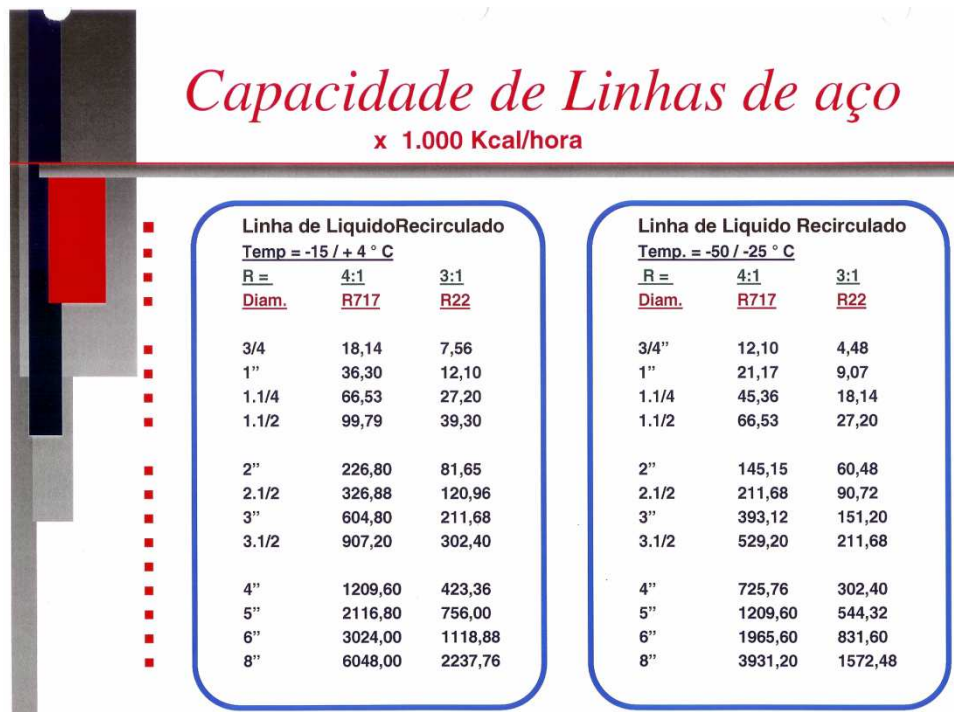 Capacidade de Linhas de aço
x 1.000 Kcal/hora
Linha de LiquidoRecirculado
Temp = -15 / + 4 ° C
R = 4:1 3:1
Diam. R717 R22
3/4 18,14 7,56
1” 36,30 12,10
1.1/4 66,53 27,20
1.1/2 99,79 39,30
2” 226,80 81,65
2.1/2 326,88 120,96
3” 604,80 211,68
3.1/2 907,20 302,40
4” 1209,60 423,36
5” 2116,80 756,00
6” 3024,00 1118,88
8” 6048,00 2237,76
Linha de Liquido Recirculado
Temp. = -50 / -25 ° C
R = 4:1 3:1
Diam. R717 R22
3/4” 12,10 4,48
1” 21,17 9,07
1.1/4 45,36 18,14
1.1/2 66,53 27,20
2” 145,15 60,48
2.1/2 211,68 90,72
3” 393,12 151,20
3.1/2 529,20 211,68
4” 725,76 302,40
5” 1209,60 544,32
6” 1965,60 831,60
8” 3931,20 1572,48